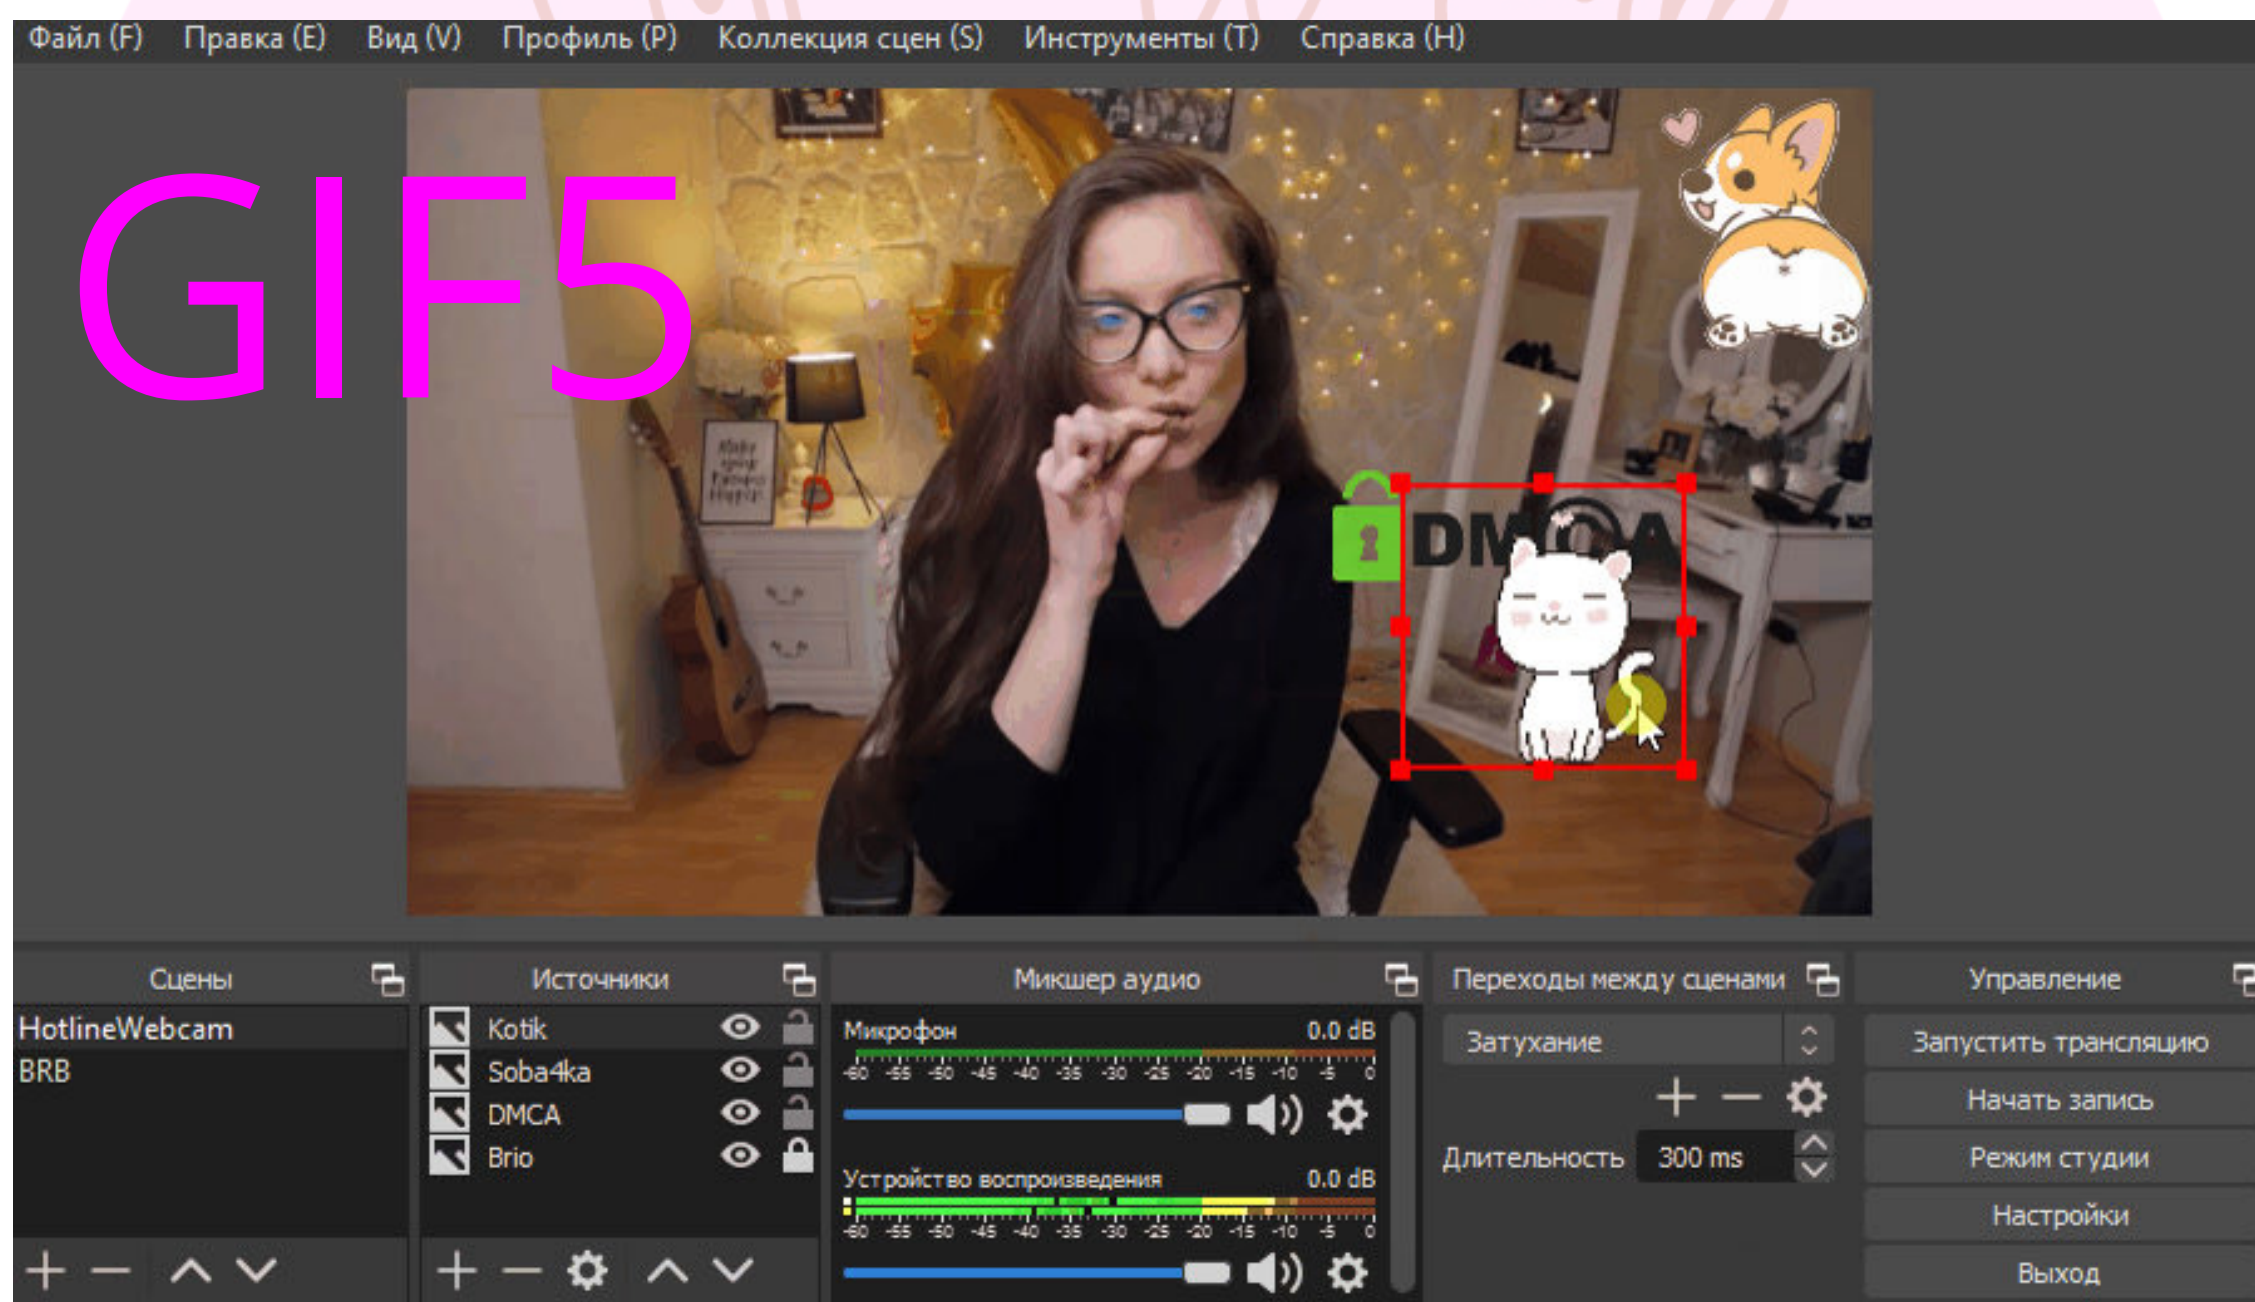 Файл (F) Правка (E) Вид (V) Профиль (P) Коллекция сцен (S) Инструменты (T) Справка (H)
GIF5
DMCA
Сцены
HotlineWebcam
BRB
Источники
Kotik
Soba4ka
DMCA
Brio
Микшер аудио
Микрофон 0.0 dB
-60 -55 -50 -45 -40 -35 -30 -25 -20 -15 -10 -5 0
Устройство воспроизведения 0.0 dB
-60 -55 -50 -45 -40 -35 -30 -25 -20 -15 -10 -5 0
Переходы между сценами
Затухание
Длительность 300 ms
Управление
Запустить трансляцию
Начать запись
Режим студии
Настройки
Выход